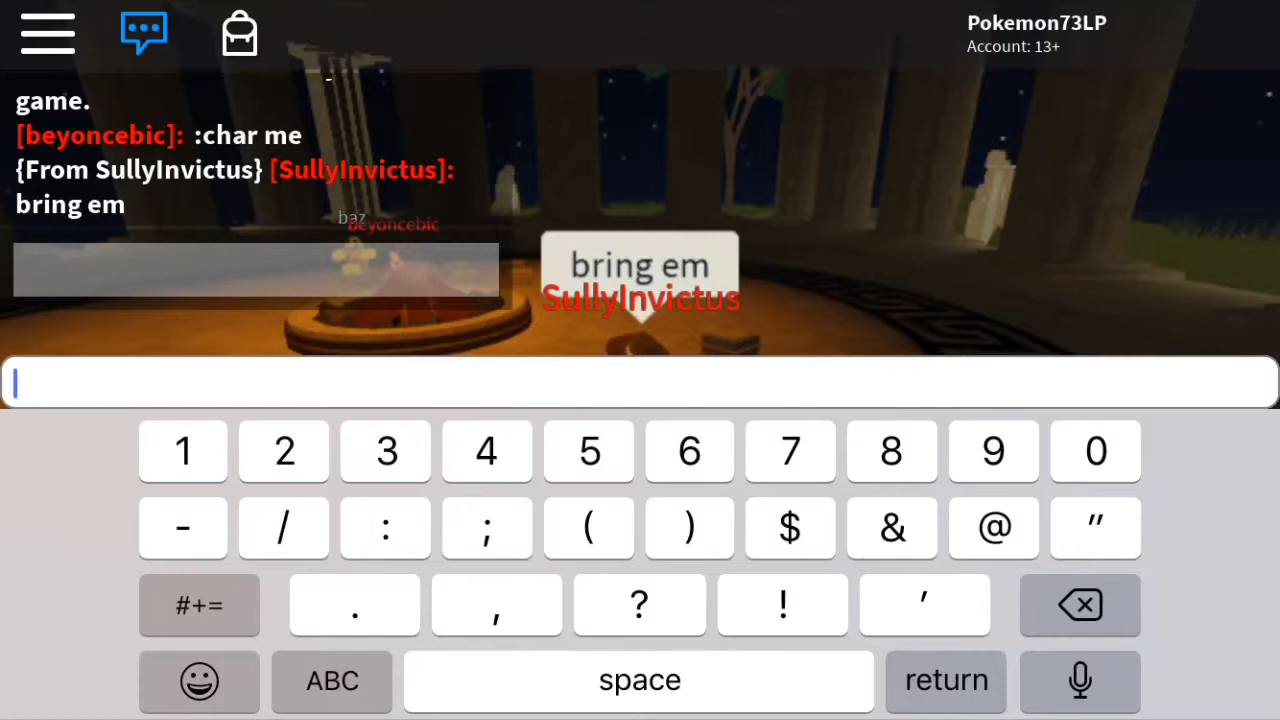 Pokemon73LP
Account: 13+
game.
[beyoncebic]: :char me
{From SullyInvictus} [SullyInvictus]:
bring em
baz
beyoncebic
bring em
SullyInvictus
1 2 3 4 5 6 7 8 9 0
- / : ; ( ) $ & @ "
#+= . , ? ! '
ABC space return